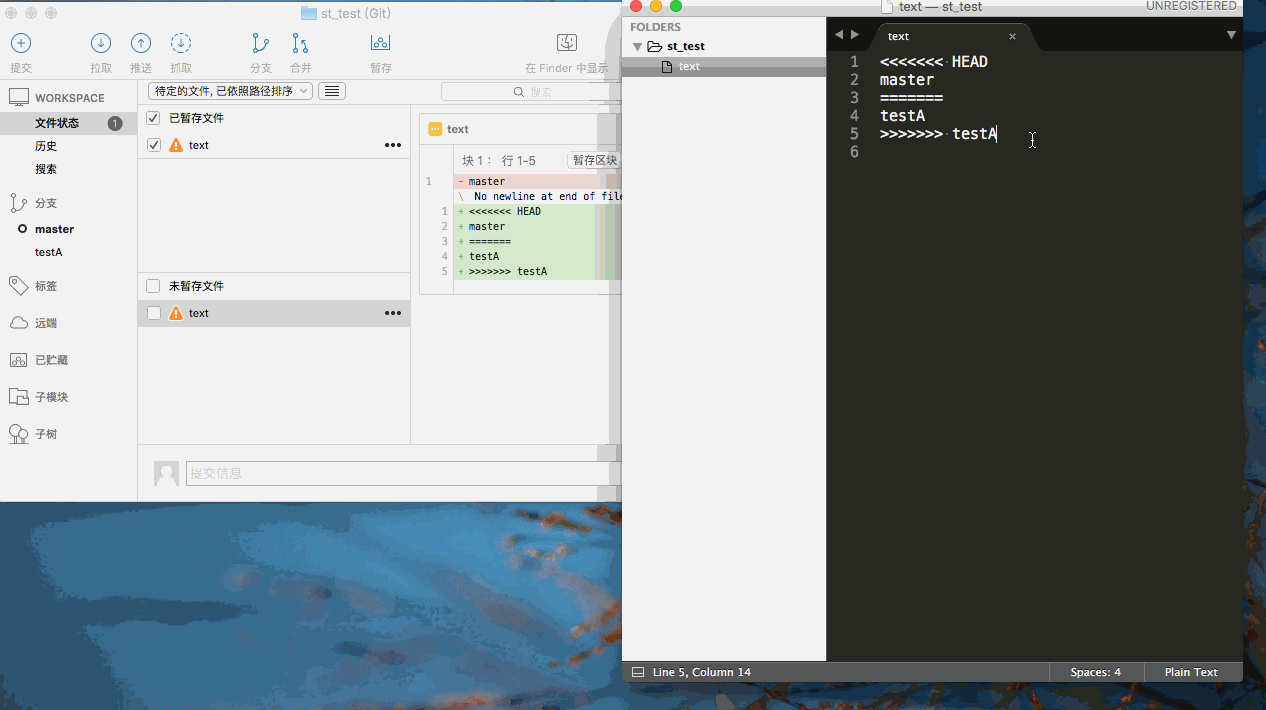 st_test (Git)
提交
拉取
推送
抓取
分支
合并
暂存
在 Finder 中显示
WORKSPACE
文件状态
1
历史
搜索
分支
master
testA
标签
远端
已贮藏
子模块
子树
待定的文件, 已依照路径排序
搜索
已暂存文件
text
未暂存文件
text
text
块 1： 行 1-5
暂存区块
1 - master
\ No newline at end of file
1 + <<<<<<< HEAD
2 + master
3 + =======
4 + testA
5 + >>>>>>> testA
提交信息
text — st_test
UNREGISTERED
FOLDERS
st_test
text
text
1 <<<<<<< HEAD
2 master
3 =======
4 testA
5 >>>>>>> testA
6
Line 5, Column 14
Spaces: 4
Plain Text